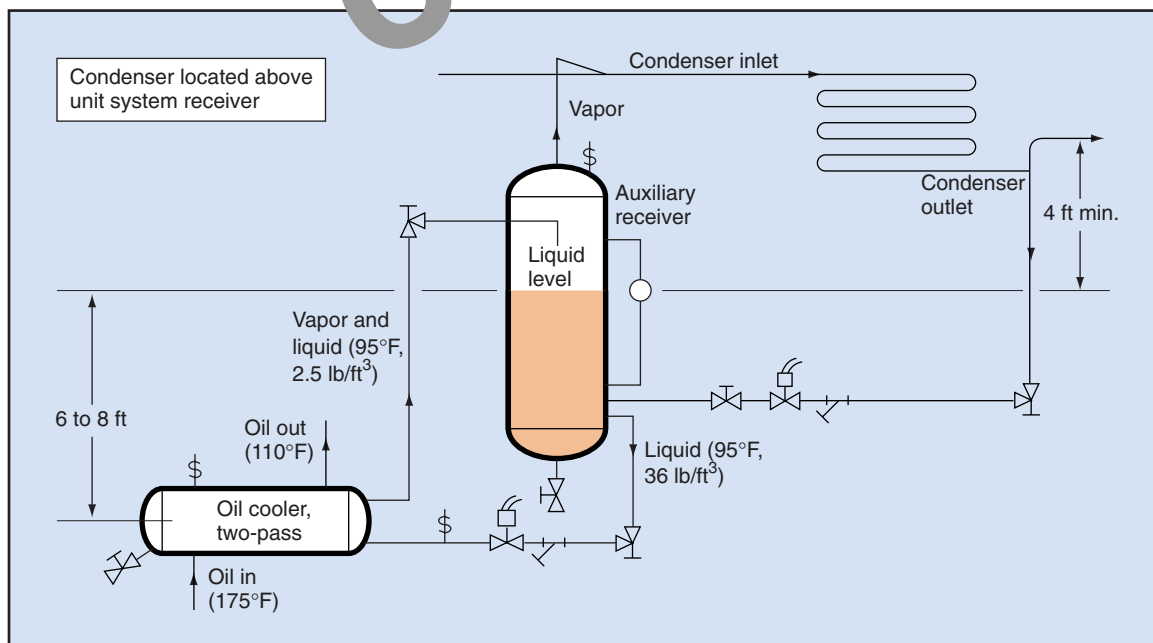 Condenser located above
unit system receiver
Condenser inlet
Vapor
$
Auxiliary
receiver
Condenser
outlet
4 ft min.
Liquid
level
Vapor and
liquid (95°F,
2.5 lb/ft³)
6 to 8 ft
Oil out
(110°F)
$
Liquid (95°F,
36 lb/ft³)
Oil cooler,
two-pass
$
Oil in
(175°F)